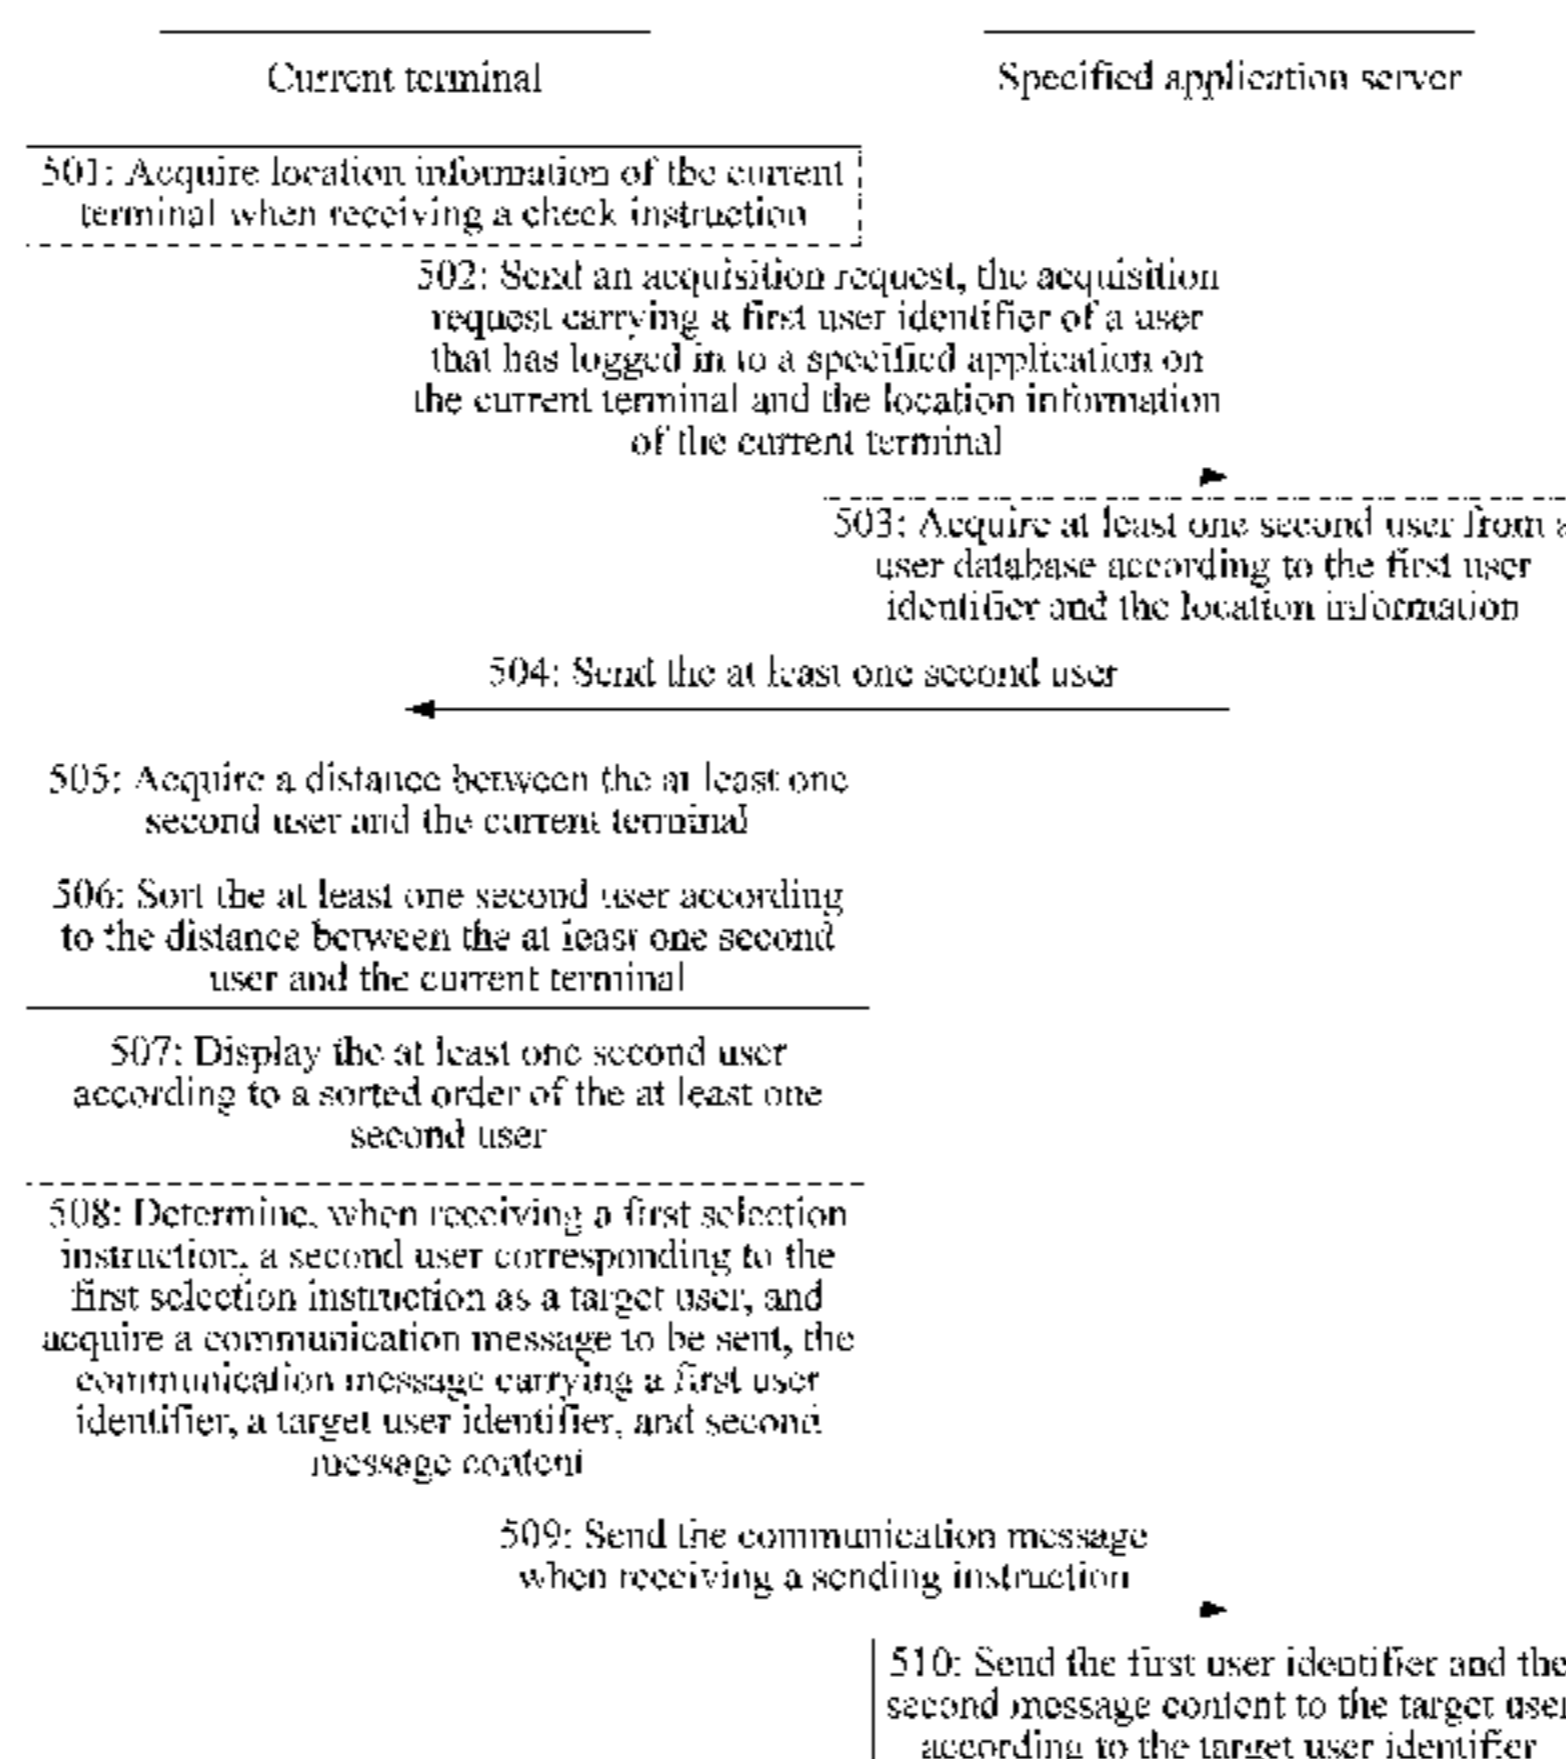 Current terminal
Specified application server
501: Acquire location information of the current
terminal when receiving a check instruction
502: Send an acquisition request, the acquisition
request carrying a first user identifier of a user
that has logged in to a specified application on
the current terminal and the location information
of the current terminal
503: Acquire at least one second user from a
user database according to the first user
identifier and the location information
504: Send the at least one second user
505: Acquire a distance between the at least one
second user and the current terminal
506: Sort the at least one second user according
to the distance between the at least one second
user and the current terminal
507: Display the at least one second user
according to a sorted order of the at least one
second user
508: Determine, when receiving a first selection
instruction, a second user corresponding to the
first selection instruction as a target user, and
acquire a communication message to be sent, the
communication message carrying a first user
identifier, a target user identifier, and second
message content
509: Send the communication message
when receiving a sending instruction
510: Send the first user identifier and the
second message content to the target user
according to the target user identifier